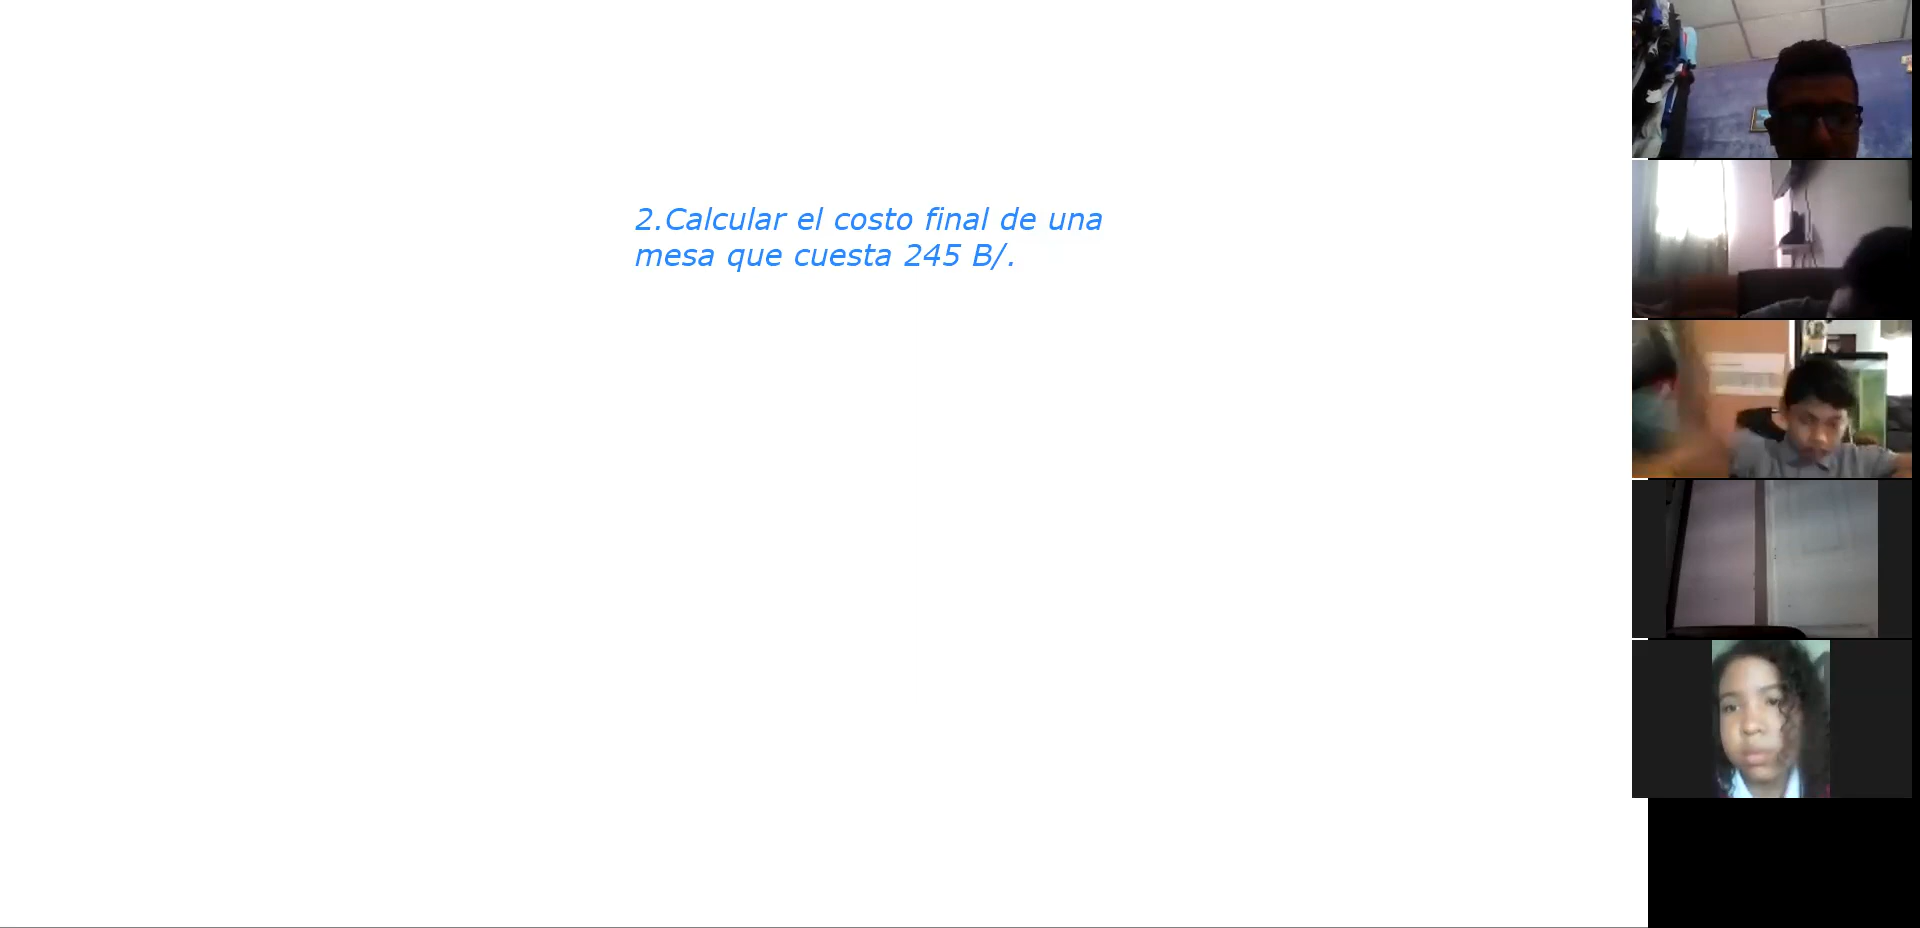 2.Calcular el costo final de una
mesa que cuesta 245 B/.